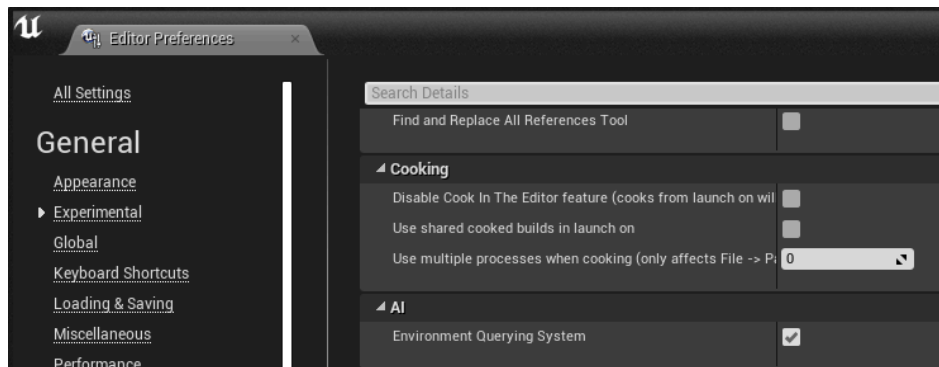 Editor Preferences
All Settings
General
Appearance
Experimental
Global
Keyboard Shortcuts
Loading & Saving
Miscellaneous
Performance
Search Details
Find and Replace All References Tool
Cooking
Disable Cook In The Editor feature (cooks from launch on wil
Use shared cooked builds in launch on
Use multiple processes when cooking (only affects File -> Pa
0
AI
Environment Querying System